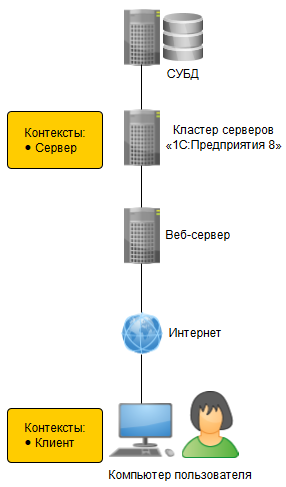 СУБД
Контексты:
● Сервер
Кластер серверов
«1С:Предприятия 8»
Веб-сервер
Интернет
Контексты:
● Клиент
Компьютер пользователя